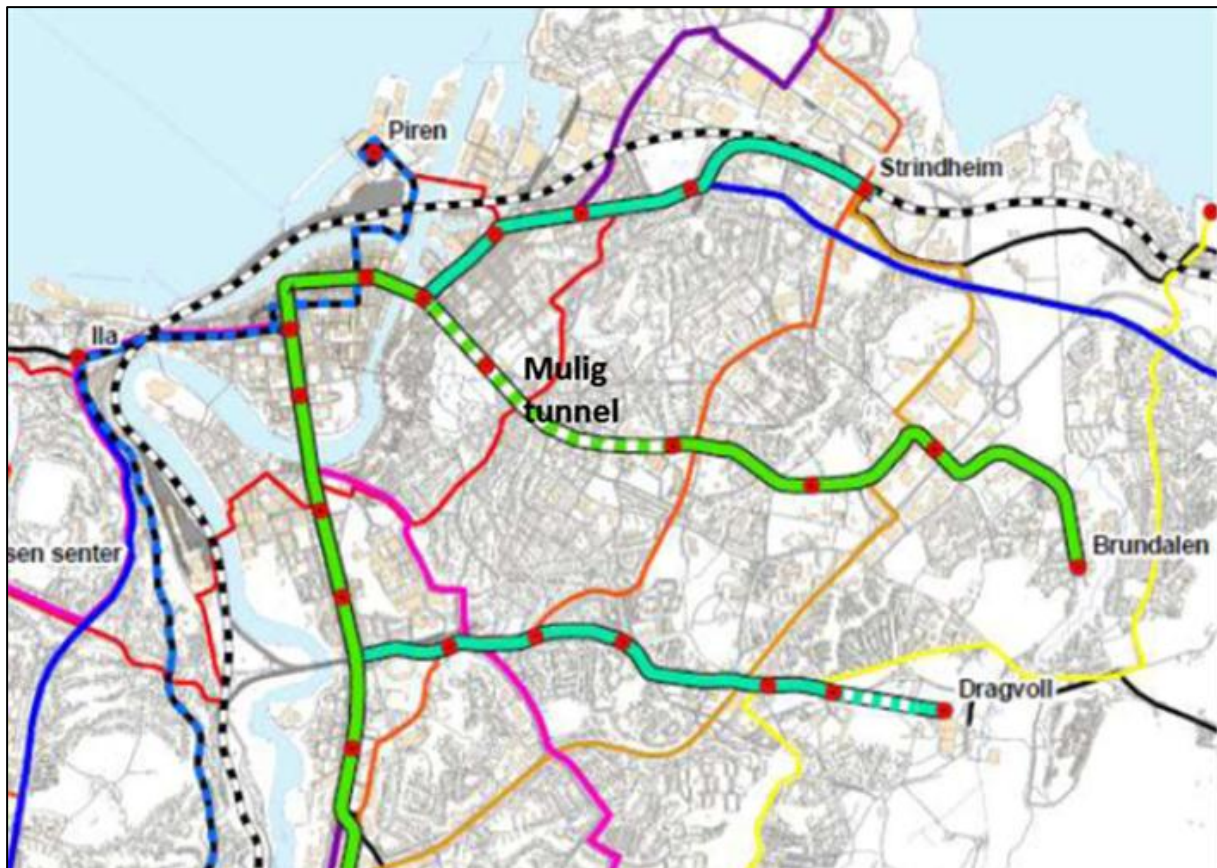 Piren
Strindheim
Ila
Mulig
tunnel
sen senter
Brundalen
Dragvoll